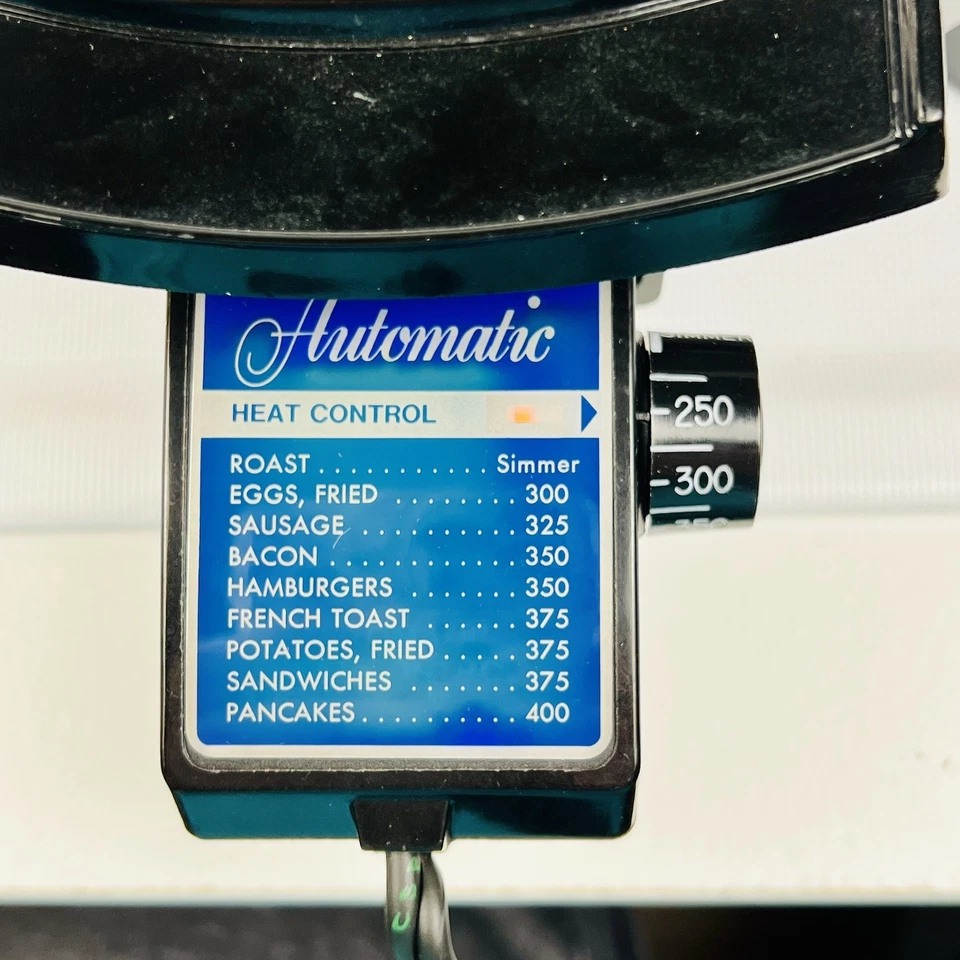 Automatic
HEAT CONTROL
ROAST . . . . . . . . . . . Simmer
EGGS, FRIED . . . . . . . . 300
SAUSAGE . . . . . . . . . . 325
BACON . . . . . . . . . . . . 350
HAMBURGERS . . . . . . . 350
FRENCH TOAST . . . . . . 375
POTATOES, FRIED . . . . . 375
SANDWICHES . . . . . . . 375
PANCAKES . . . . . . . . . . 400
250
300
350